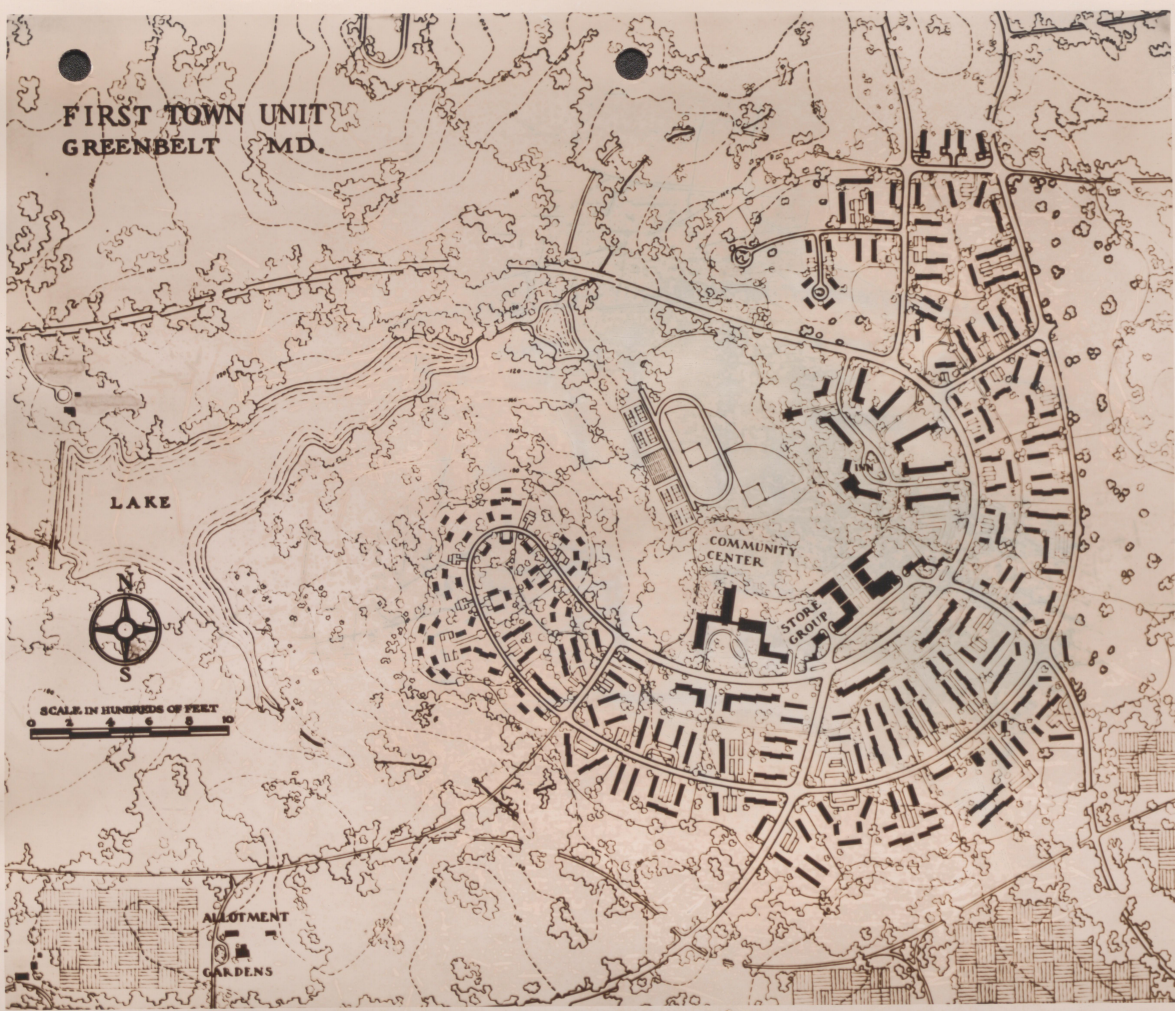 FIRST TOWN UNIT
GREENBELT MD.
INN
LAKE
COMMUNITY
CENTER
STORE
GROUP
N
S
SCALE IN HUNDREDS OF FEET
0 2 4 6 8 10
ALLOTMENT
GARDENS